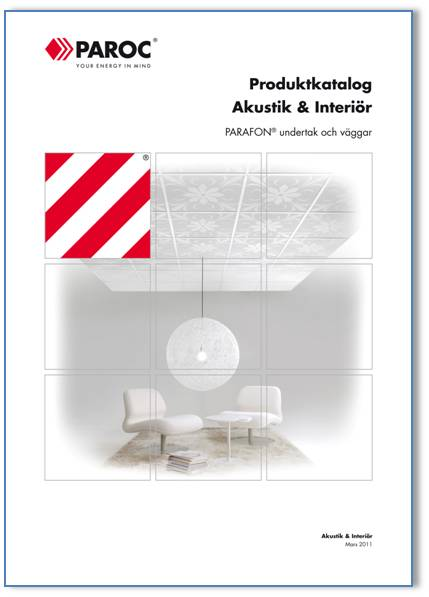 PAROC®
YOUR ENERGY IN MIND
Produktkatalog
Akustik & Interiör
PARAFON® undertak och väggar
®
Akustik & Interiör
Mars 2011